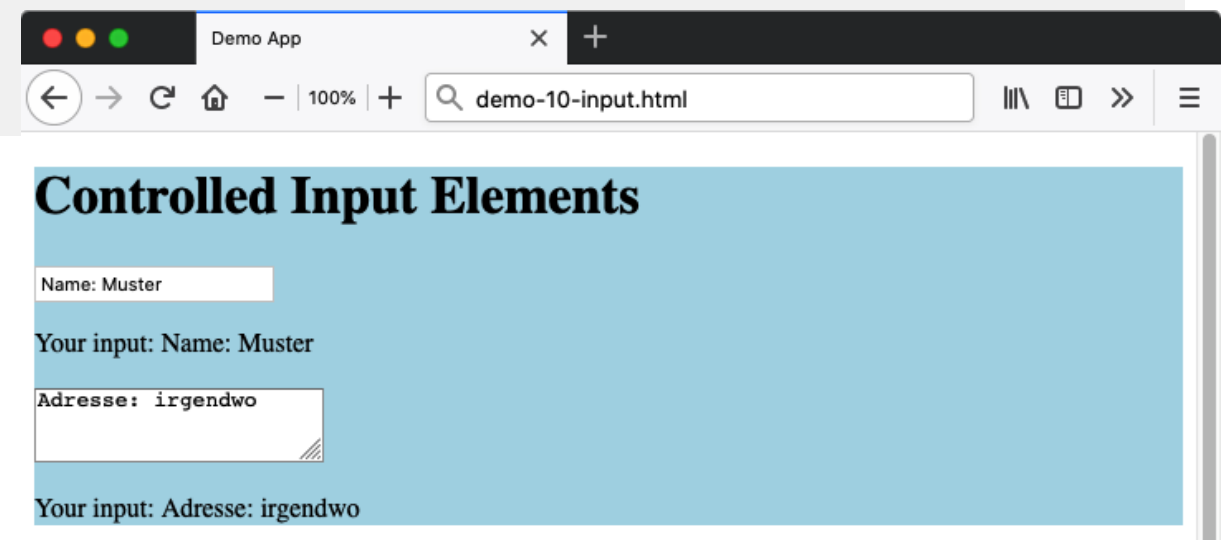 Demo App
100%
demo-10-input.html
Controlled Input Elements
Name: Muster
Your input: Name: Muster
Adresse: irgendwo
Your input: Adresse: irgendwo